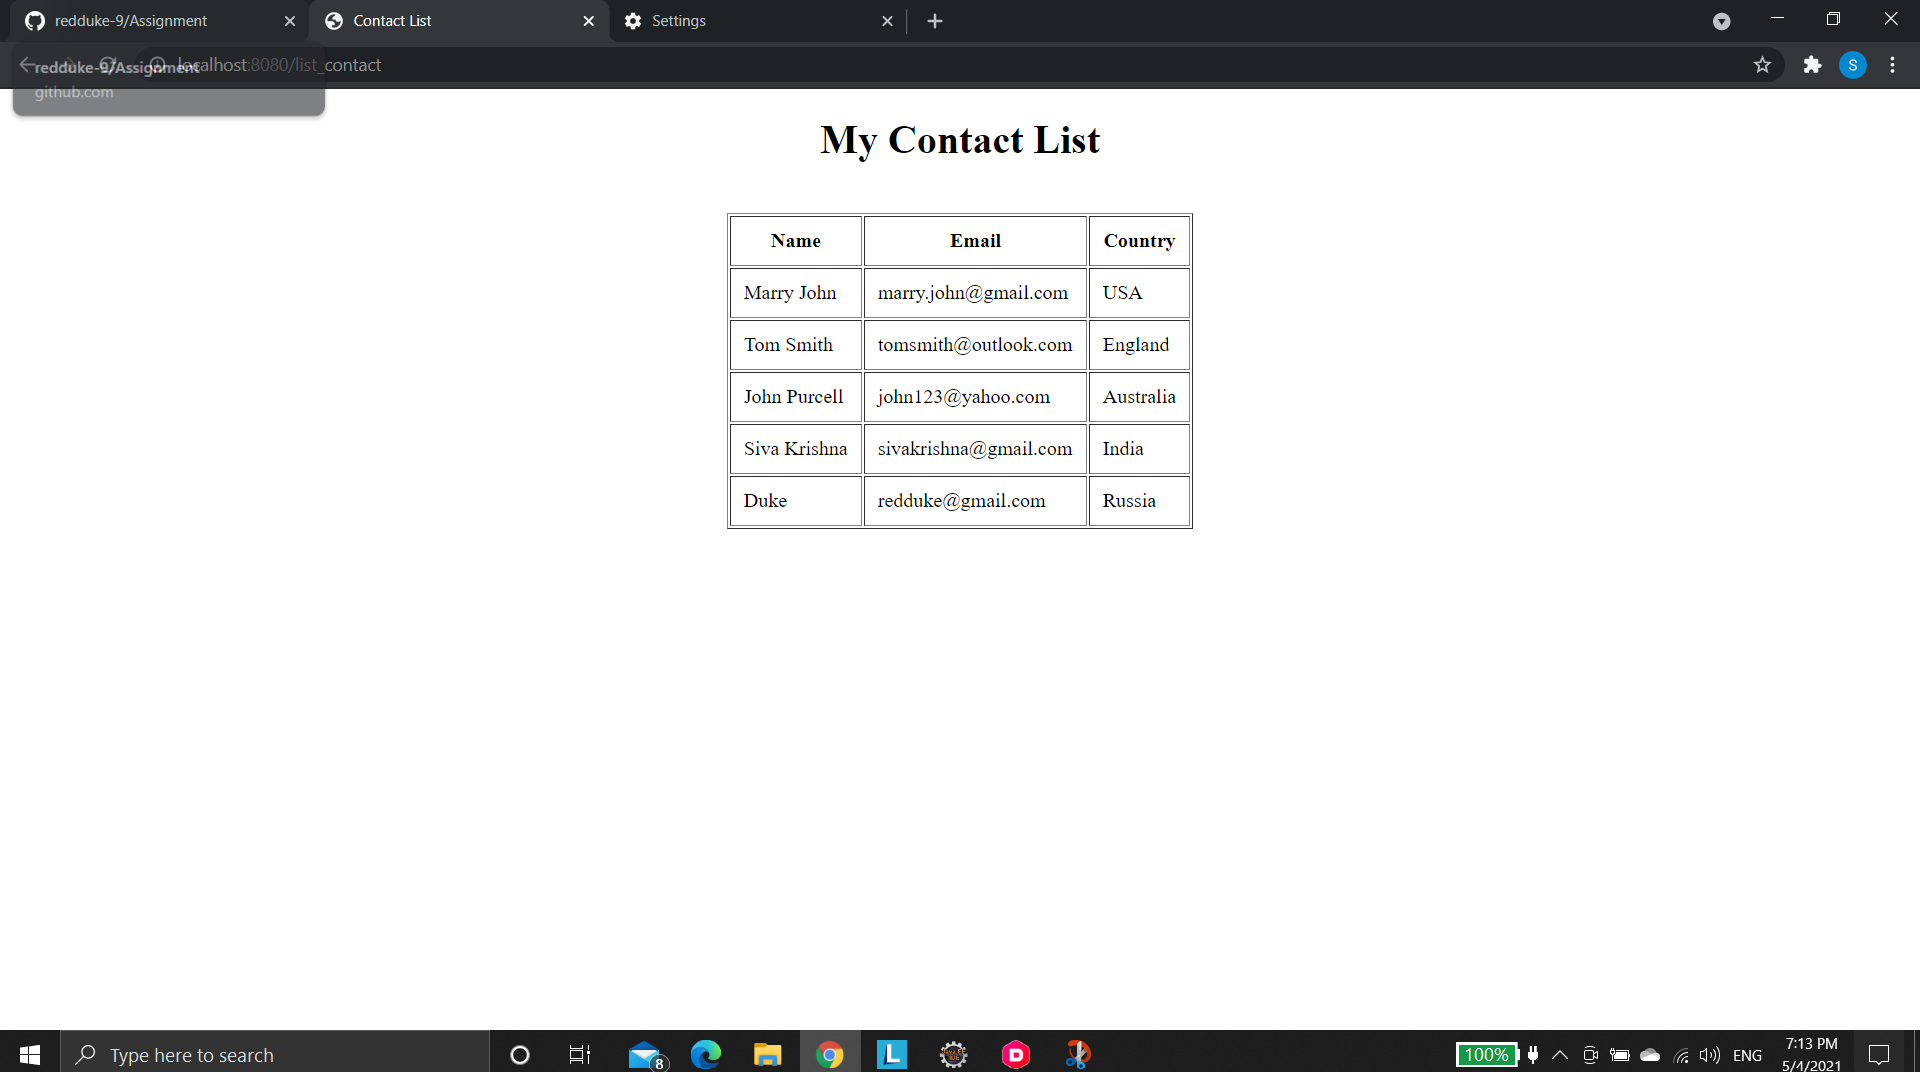 redduke-9/Assignment
Contact List
Settings
redduke-9/Assignment
localhost:8080/list_contact
S
github.com
My Contact List
Name Email Country
Marry John marry.john@gmail.com USA
Tom Smith tomsmith@outlook.com England
John Purcell john123@yahoo.com Australia
Siva Krishna sivakrishna@gmail.com India
Duke redduke@gmail.com Russia
Type here to search
8
L
D
100%
ENG
7:13 PM
5/4/2021